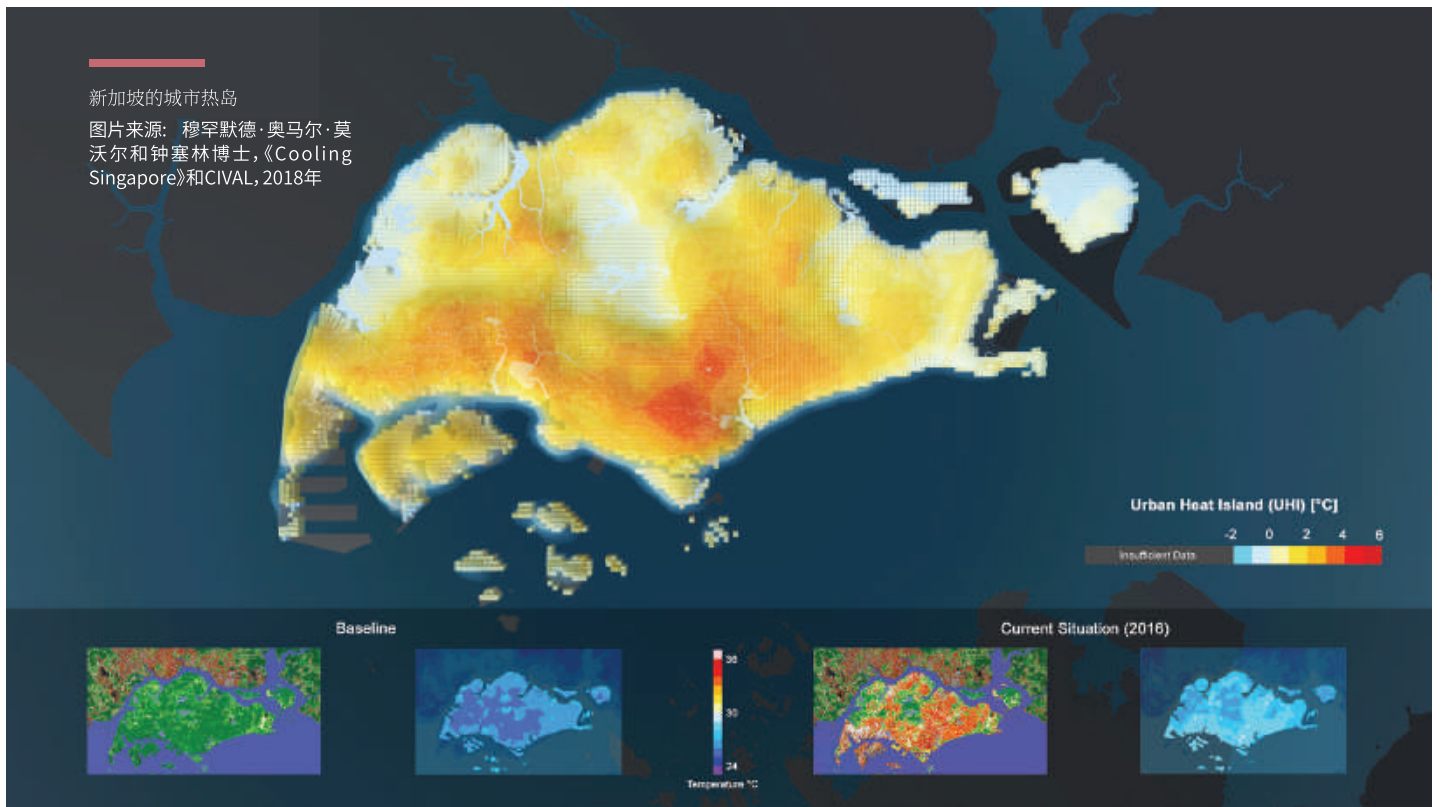 新加坡的城市热岛
图片来源: 穆罕默德·奥马尔·莫
沃尔和钟塞林博士，《Cooling
Singapore》和CIVAL，2018年
Urban Heat Island (UHI) [°C]
-2 0 2 4 6
Insufficient Data
Baseline
Current Situation (2016)
36
30
24
Temperature °C